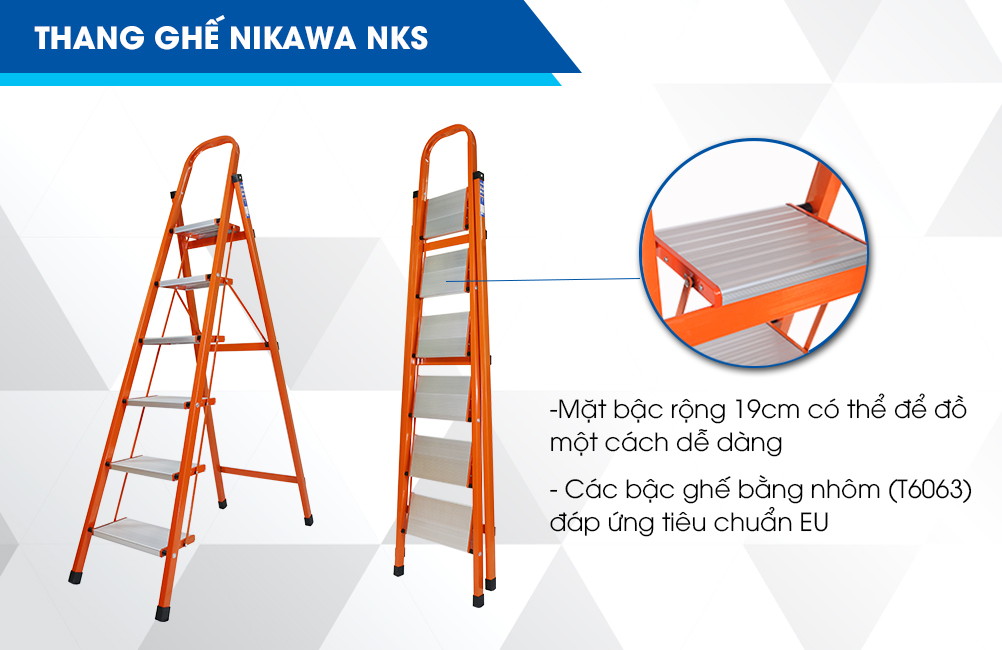 THANG GHẾ NIKAWA NKS
-Mặt bậc rộng 19cm có thể để đồ
một cách dễ dàng
- Các bậc ghế bằng nhôm (T6063)
đáp ứng tiêu chuẩn EU